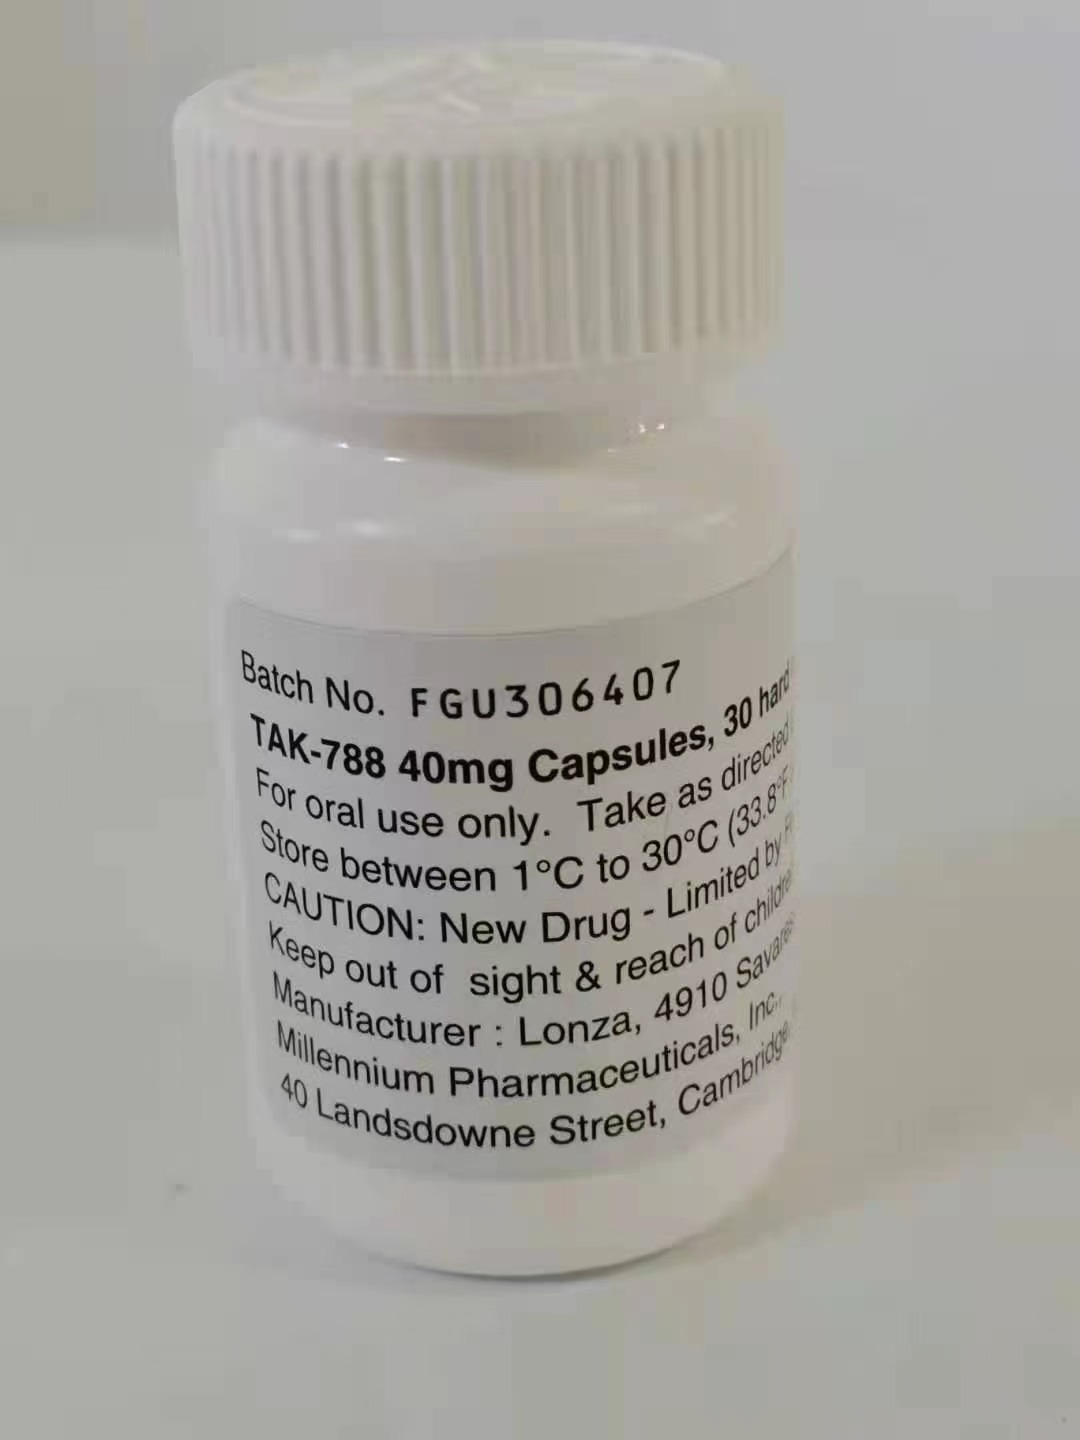 Batch No. FGU306407
TAK-788 40mg Capsules, 30 hard
For oral use only. Take as directed
Store between 1°C to 30°C (33.8°F
CAUTION: New Drug - Limited by
Keep out of sight & reach of
Manufacturer : Lonza, 4910
Millennium Pharmaceuticals, Inc.,
40 Landsdowne Street, Cambridge,